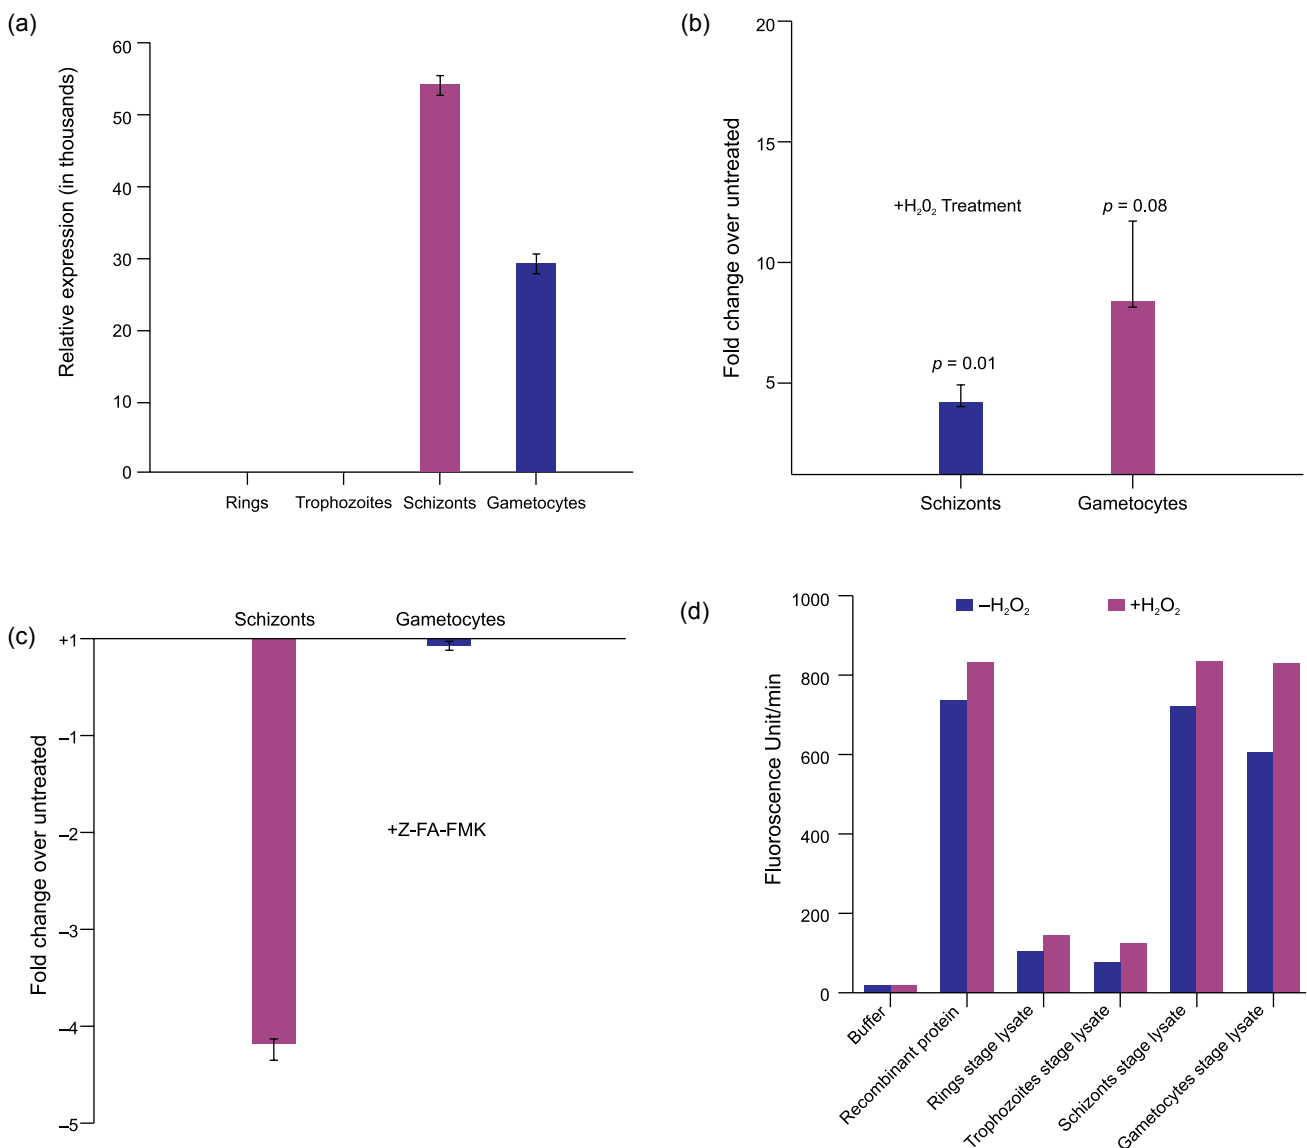 (a)
60
50
40
30
20
10
0
Relative expression (in thousands)
Rings
Trophozoites
Schizonts
Gametocytes
(b)
20
15
10
5
Fold change over untreated
+H₂0₂ Treatment
p = 0.01
p = 0.08
Schizonts
Gametocytes
(c)
Schizonts
Gametocytes
+1
–1
–2
–3
–4
–5
Fold change over untreated
+Z-FA-FMK
(d)
–H₂O₂
+H₂O₂
1000
800
600
400
200
0
Fluoroscence Unit/min
Buffer
Recombinant protein
Rings stage lysate
Trophozoites stage lysate
Schizonts stage lysate
Gametocytes stage lysate